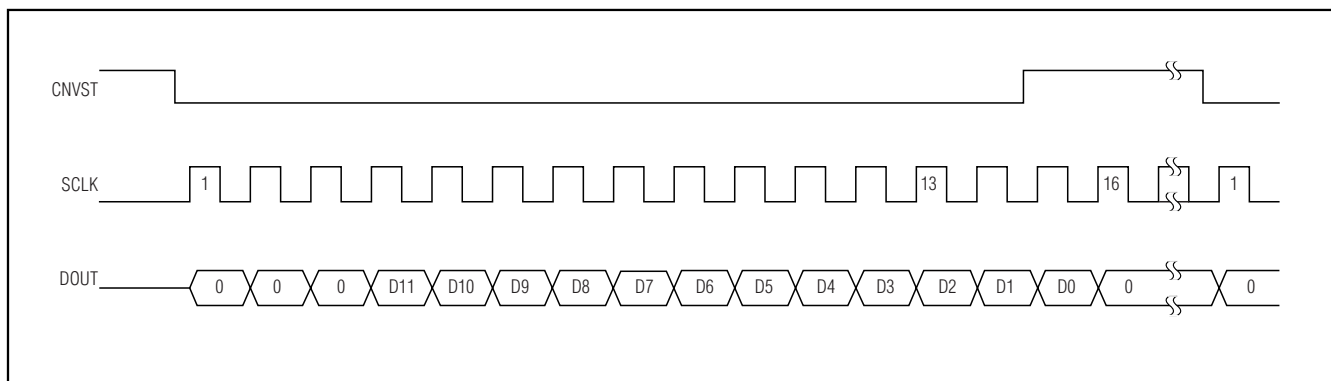 CNVST
SCLK 1 13 16 1
DOUT 0 0 0 D11 D10 D9 D8 D7 D6 D5 D4 D3 D2 D1 D0 0 0